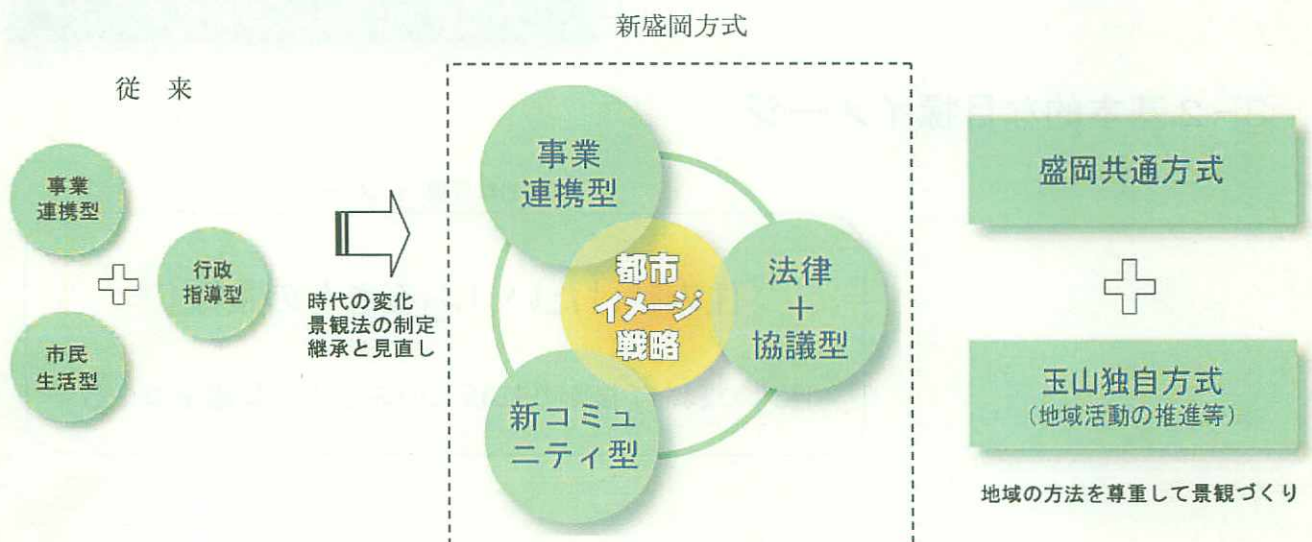 新盛岡方式
従 来
事業
連携型
行政
指導型
市民
生活型
時代の変化
景観法の制定
継承と見直し
事業
連携型
都市
イメージ
戦略
法律
＋
協議型
新コミュ
ニティ型
盛岡共通方式
玉山独自方式
(地域活動の推進等)
地域の方法を尊重して景観づくり